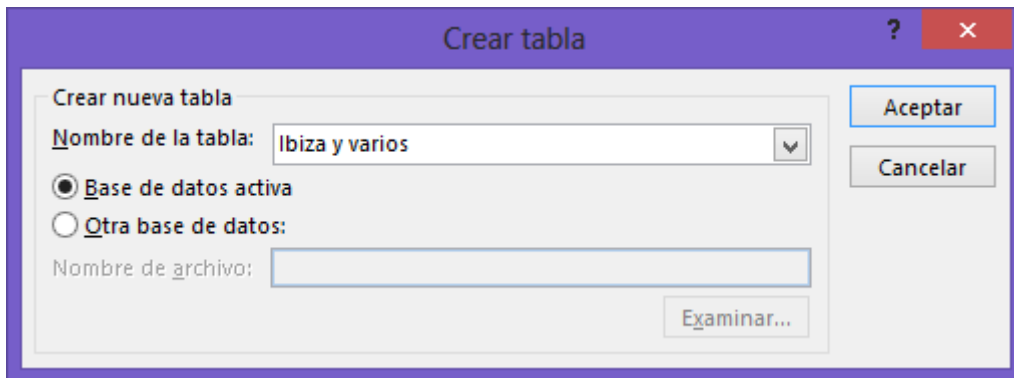 Crear tabla
?
Crear nueva tabla
Nombre de la tabla: Ibiza y varios
Base de datos activa
Otra base de datos:
Nombre de archivo:
Examinar...
Aceptar
Cancelar